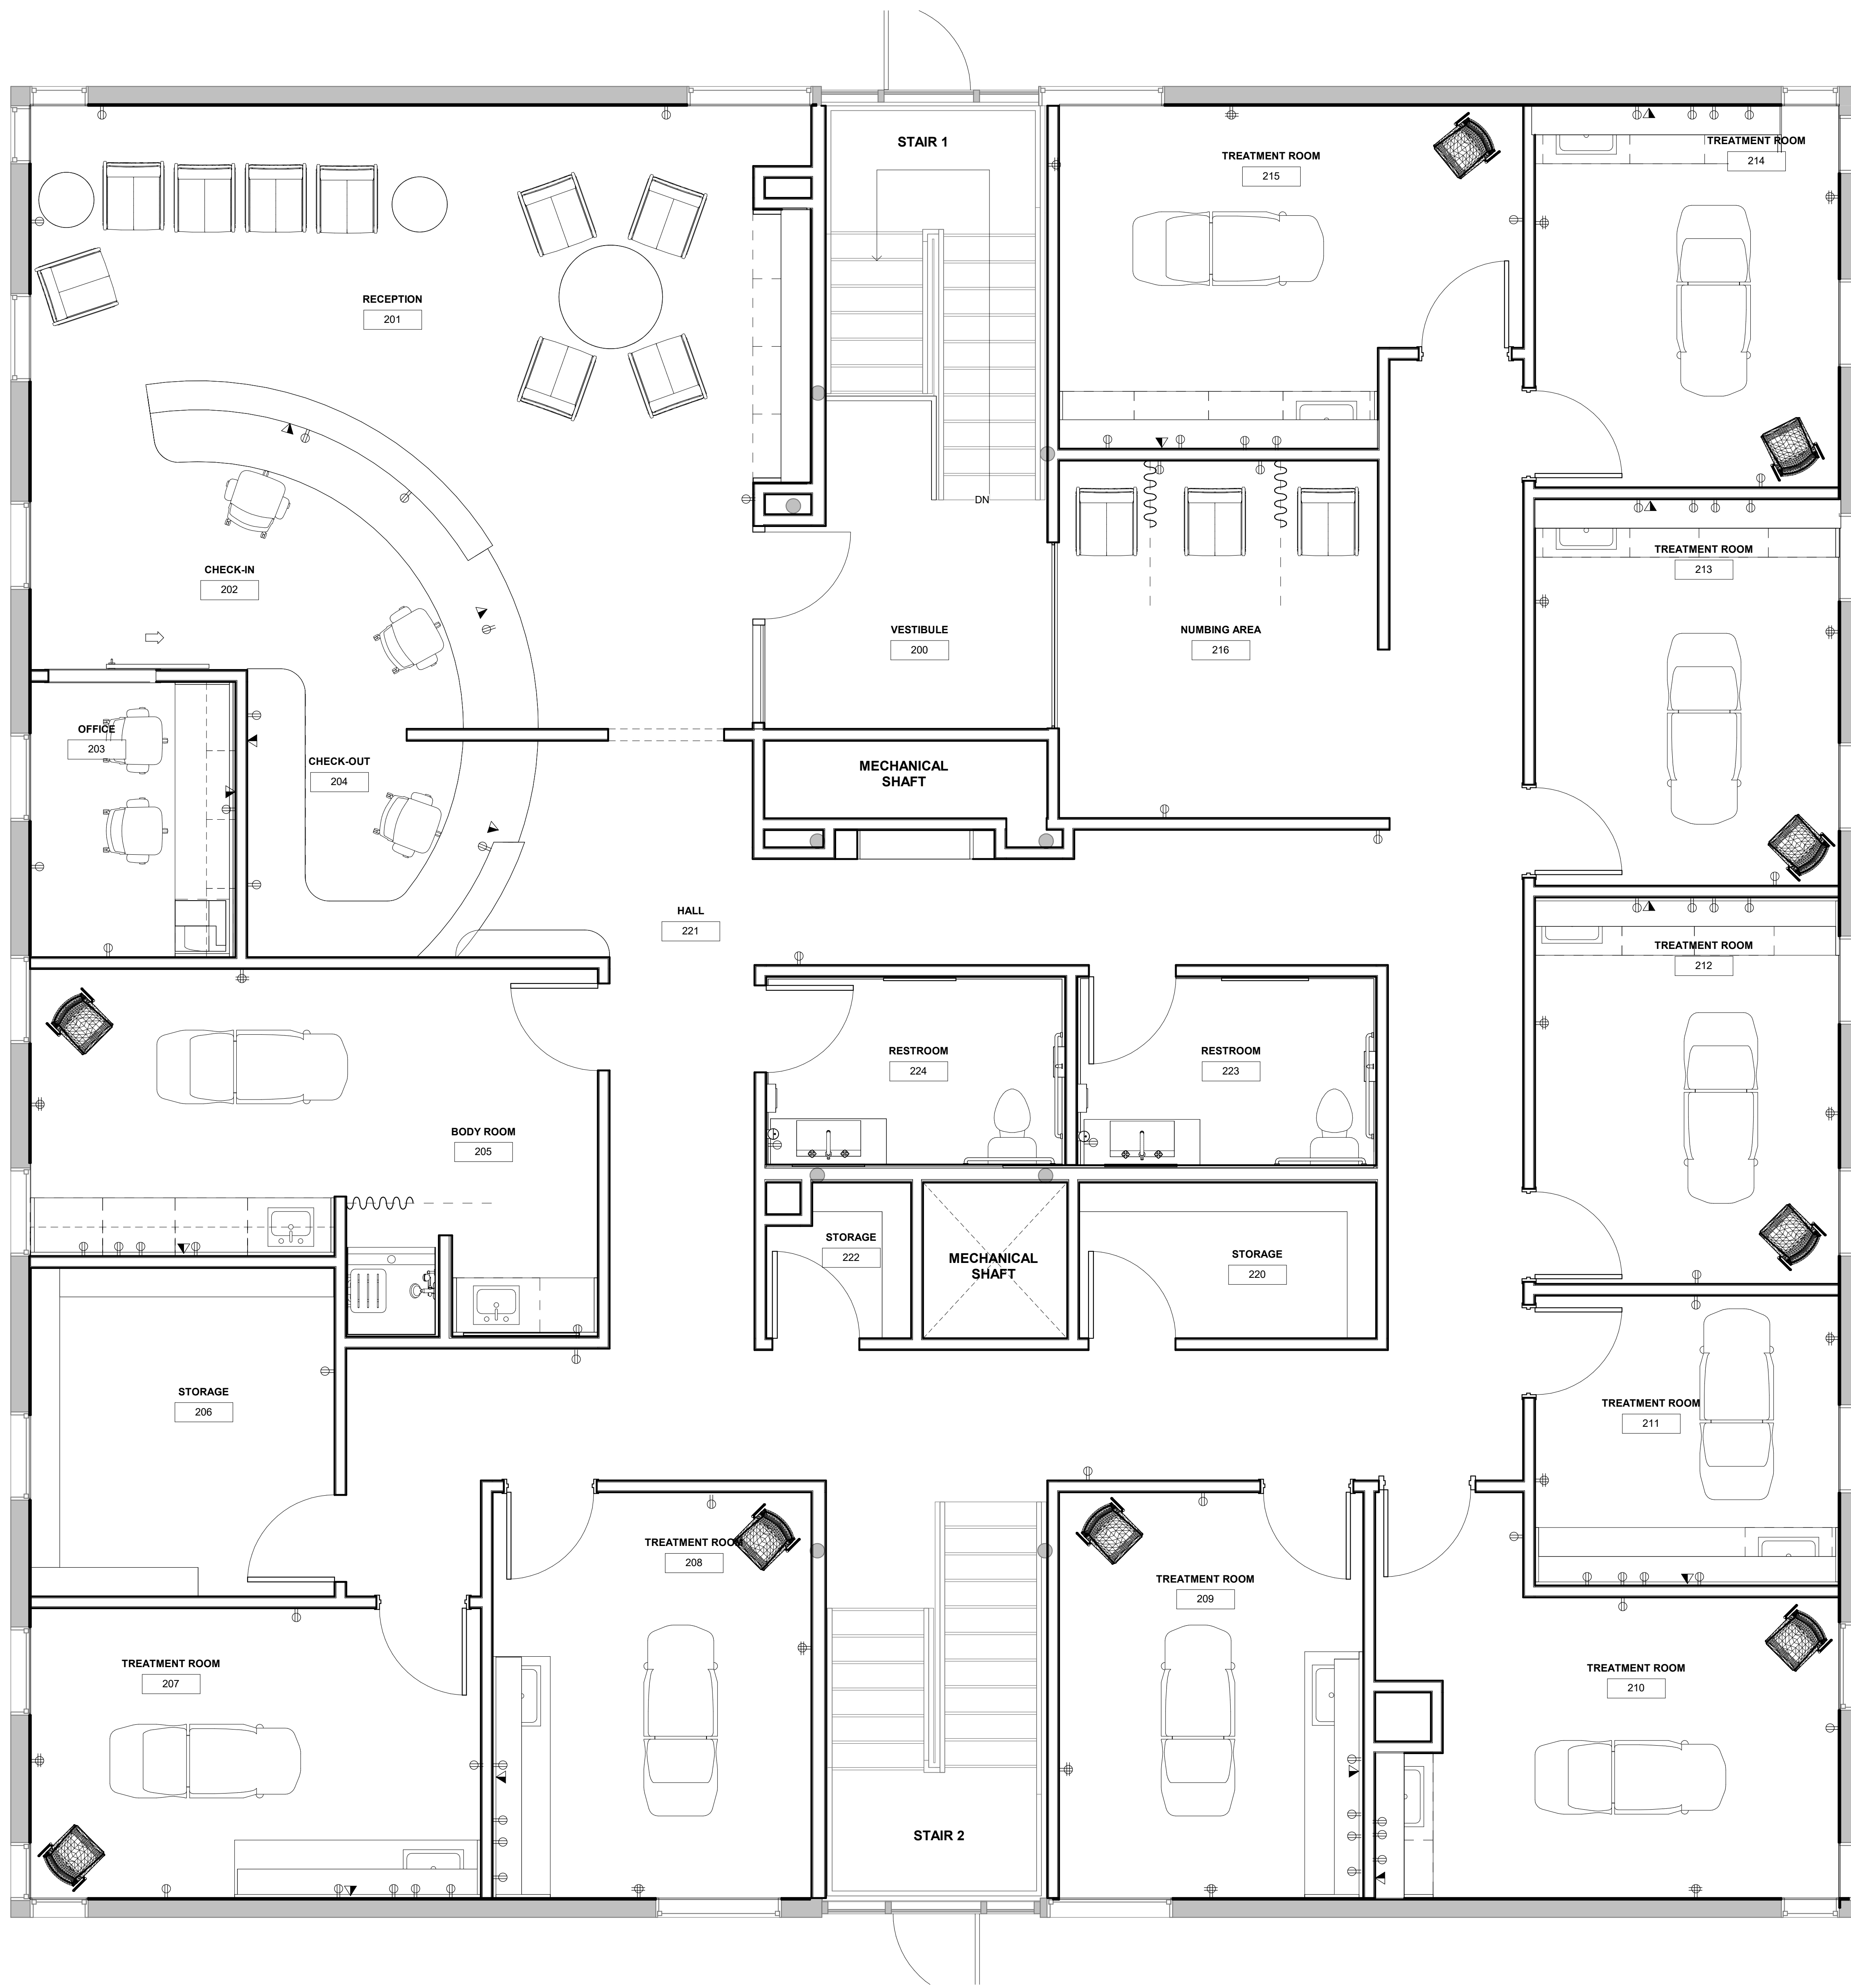 STAIR 1
TREATMENT ROOM
215
TREATMENT ROOM
214
RECEPTION
201
DN
CHECK-IN
202
TREATMENT ROOM
213
VESTIBULE
200
NUMBING AREA
216
OFFICE
203
CHECK-OUT
204
MECHANICAL
SHAFT
HALL
221
TREATMENT ROOM
212
RESTROOM
224
RESTROOM
223
BODY ROOM
205
STORAGE
222
MECHANICAL
SHAFT
STORAGE
220
STORAGE
206
TREATMENT ROOM
211
TREATMENT ROOM
208
TREATMENT ROOM
209
TREATMENT ROOM
207
TREATMENT ROOM
210
STAIR 2